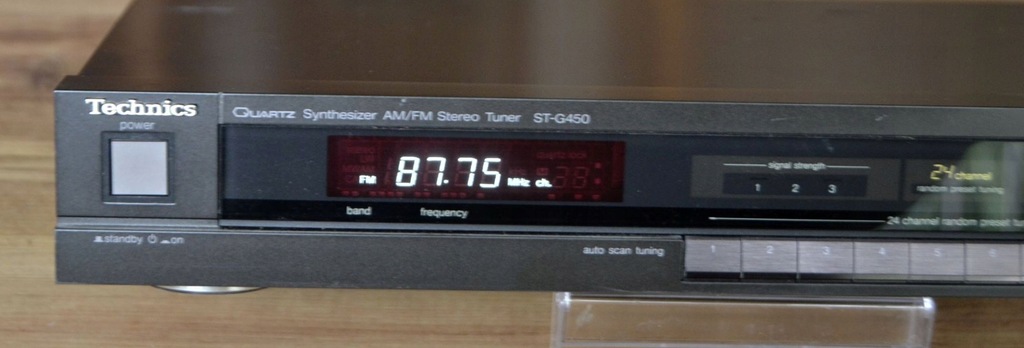 Technics
power
QUARTZ Synthesizer AM/FM Stereo Tuner ST-G450
FM 87.75 MHz ch.
band frequency
signal strength
1 2 3
24 channel
random preset tuning
24 channel random preset
standby on
auto scan tuning
1 2 3 4 5 6